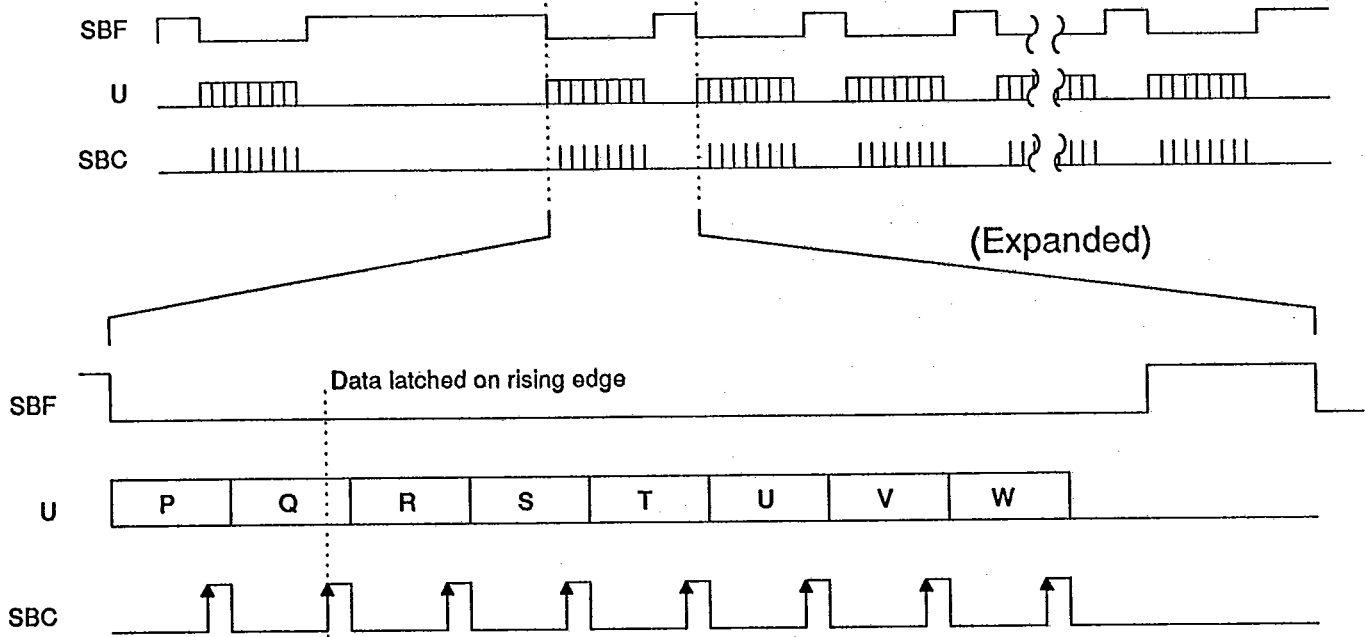 SBF
U
SBC
(Expanded)
Data latched on rising edge
SBF
U P Q R S T U V W
SBC